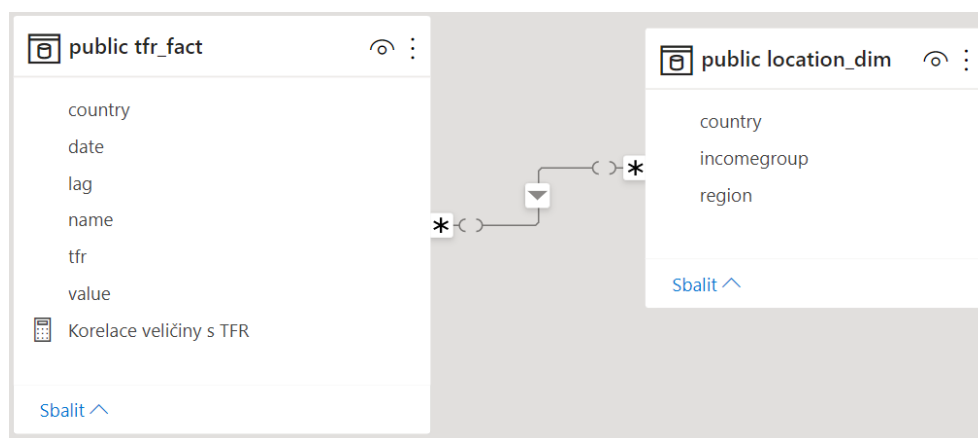 public tfr_fact
country
date
lag
name
tfr
value
Korelace veličiny s TFR
Sbalit
*
*
public location_dim
country
incomegroup
region
Sbalit